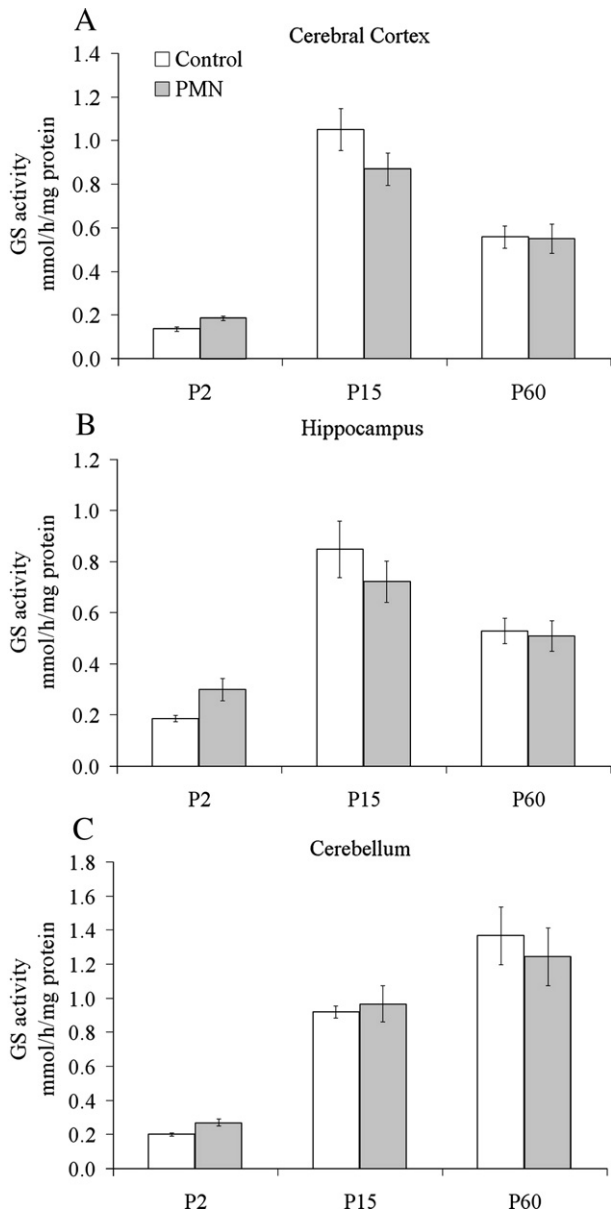 A
Cerebral Cortex
Control
PMN
GS activity
mmol/h/mg protein
1.4
1.2
1.0
0.8
0.6
0.4
0.2
0.0
P2 P15 P60
B
Hippocampus
GS activity
mmol/h/mg protein
1.2
1.0
0.8
0.6
0.4
0.2
0.0
P2 P15 P60
C
Cerebellum
GS activity
mmol/h/mg protein
1.8
1.6
1.4
1.2
1.0
0.8
0.6
0.4
0.2
0.0
P2 P15 P60